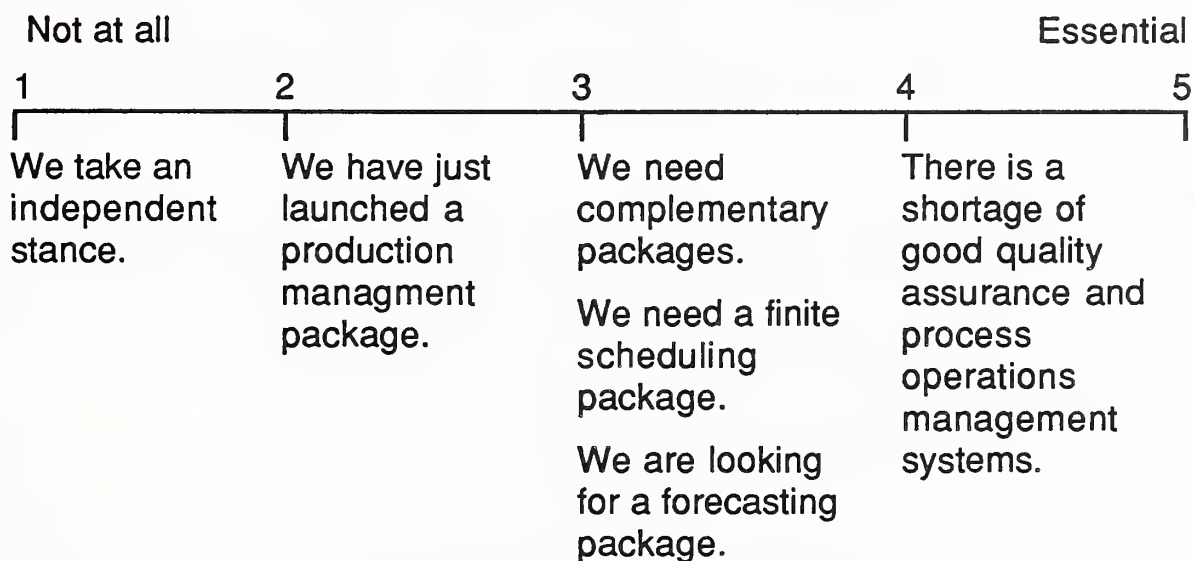 Not at all Essential
1 2 3 4 5
We take an
independent
stance.
We have just
launched a
production
managment
package.
We need
complementary
packages.
We need a finite
scheduling
package.
We are looking
for a forecasting
package.
There is a
shortage of
good quality
assurance and
process
operations
management
systems.